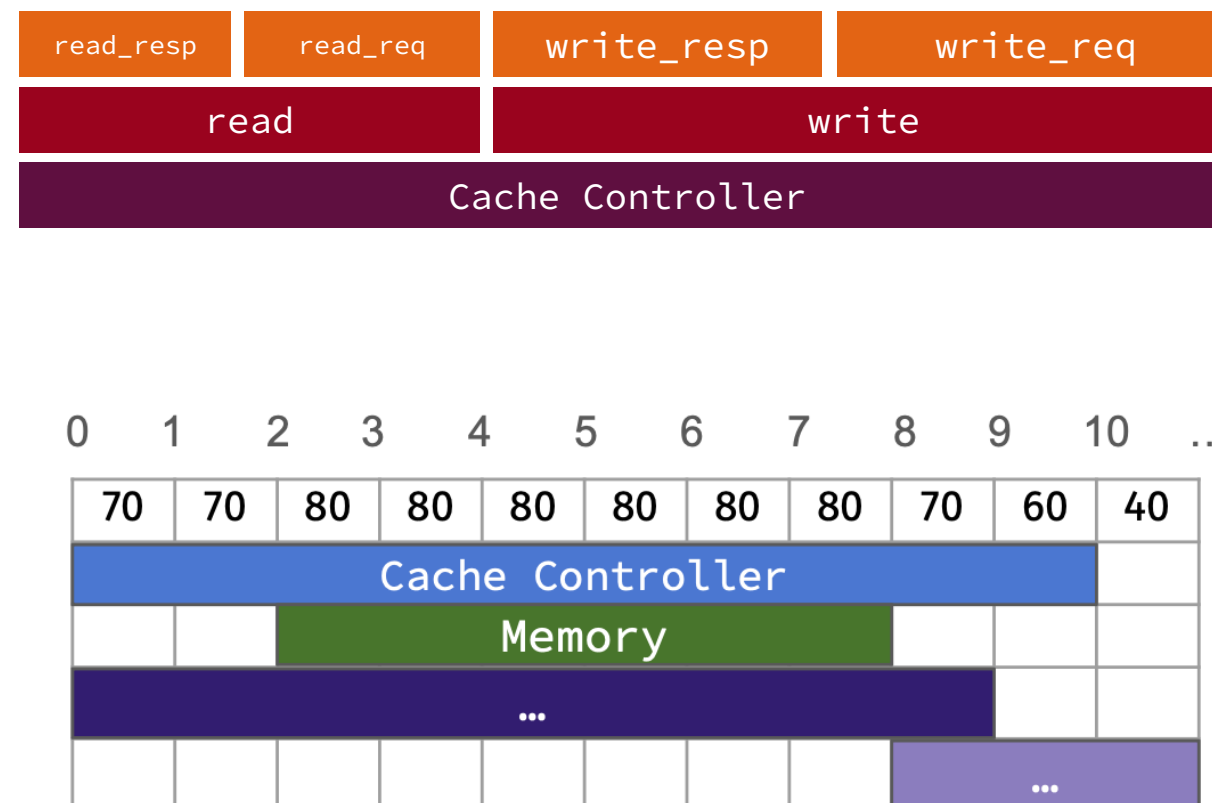 read_resp read_req write_resp write_req
read write
Cache Controller
0 1 2 3 4 5 6 7 8 9 10 ..
70 70 80 80 80 80 80 80 70 60 40
Cache Controller
Memory
…
…